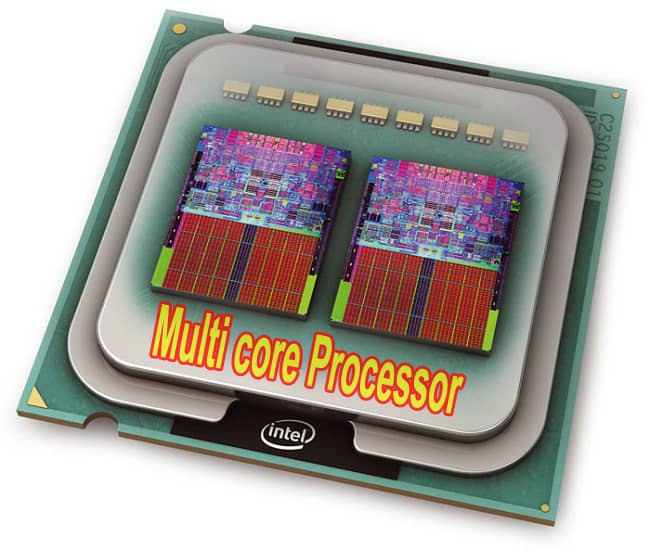 C25019 01
Multi core Processor
intel